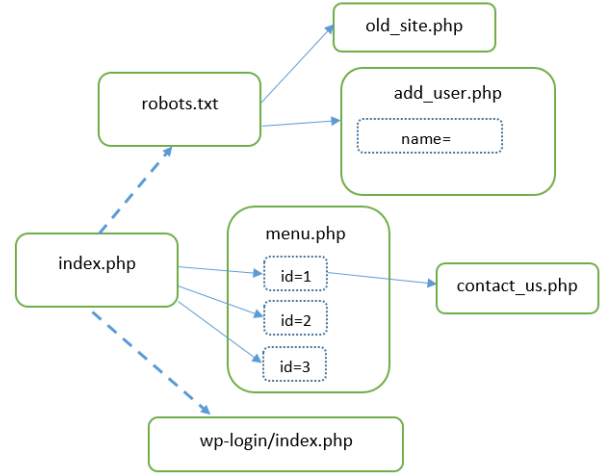 old_site.php
robots.txt
add_user.php
name=
index.php
menu.php
id=1
contact_us.php
id=2
id=3
wp-login/index.php